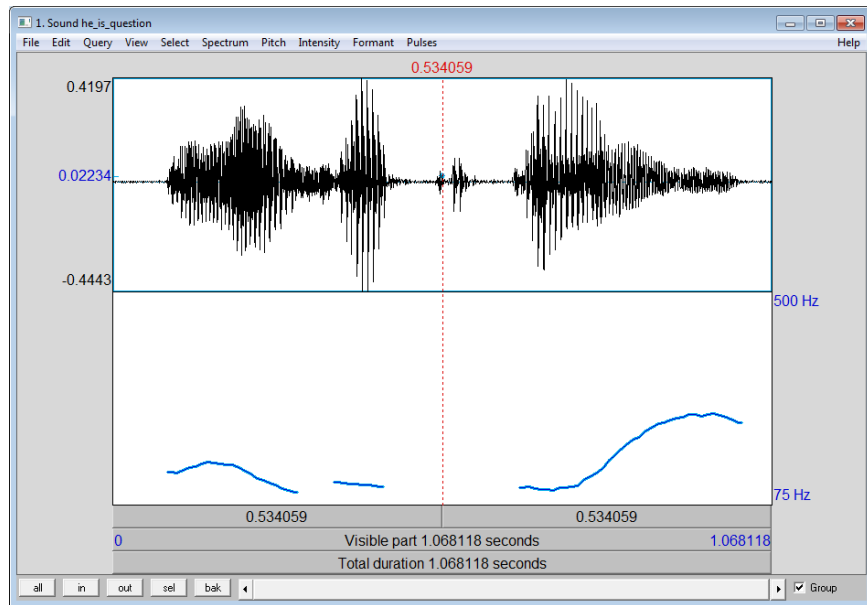 1. Sound he_is_question
File Edit Query View Select Spectrum Pitch Intensity Formant Pulses Help
0.534059
0.4197
0.02234
-0.4443
500 Hz
75 Hz
0.534059 0.534059
0 Visible part 1.068118 seconds 1.068118
Total duration 1.068118 seconds
all in out sel bak Group